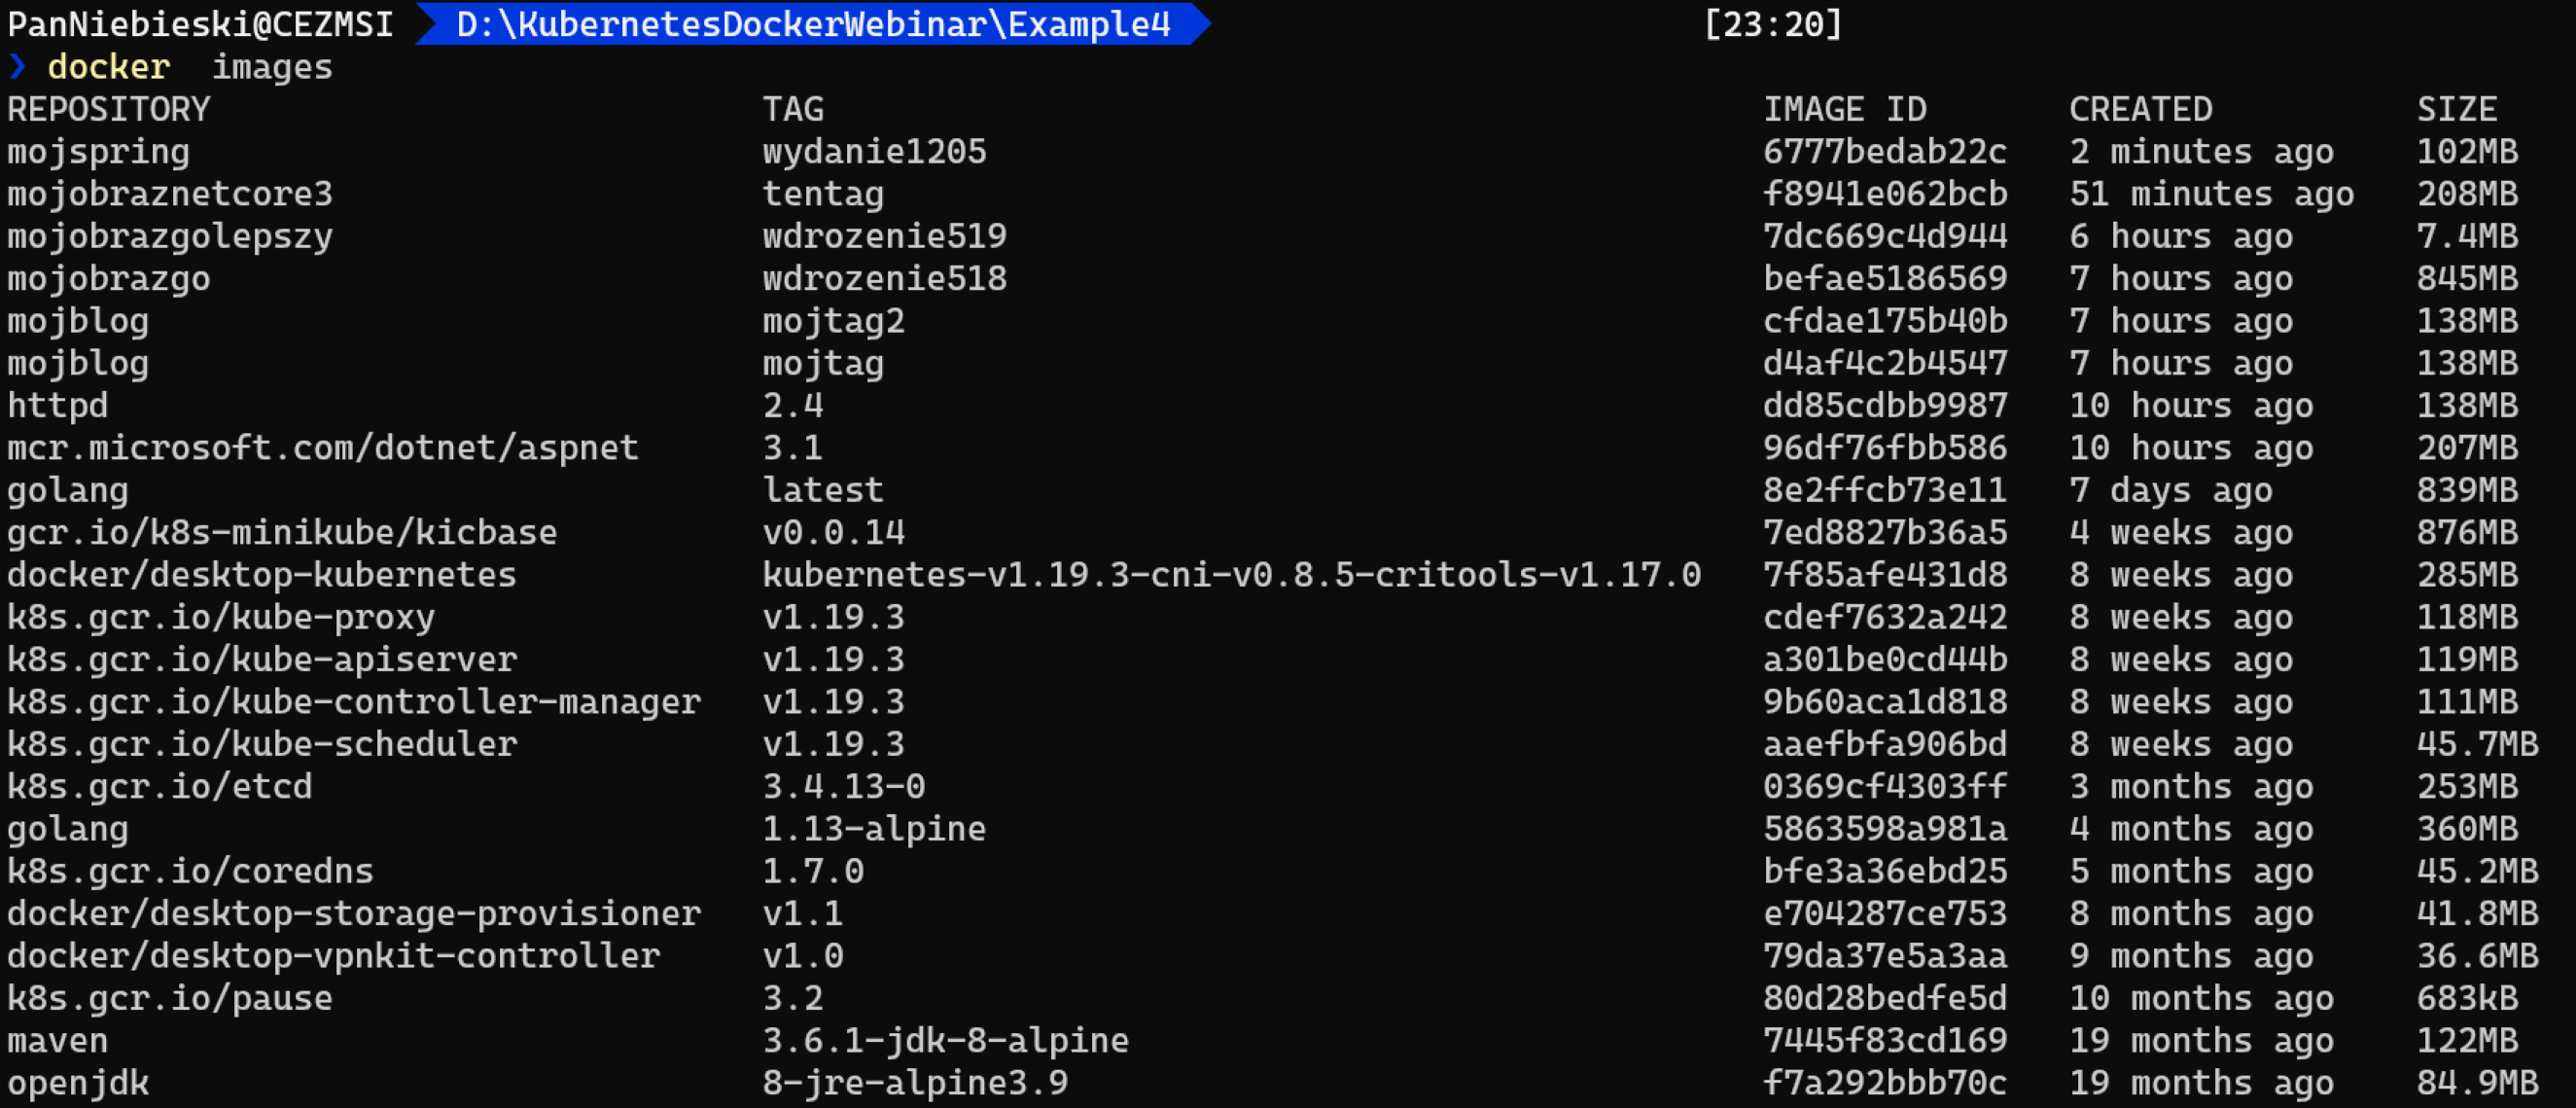 PanNiebieski@CEZMSI D:\KubernetesDockerWebinar\Example4 [23:20]
❯ docker images
REPOSITORY TAG IMAGE ID CREATED SIZE
mojspring wydanie1205 6777bedab22c 2 minutes ago 102MB
mojobraznetcore3 tentag f8941e062bcb 51 minutes ago 208MB
mojobrazgolepszy wdrozenie519 7dc669c4d944 6 hours ago 7.4MB
mojobrazgo wdrozenie518 befae5186569 7 hours ago 845MB
mojblog mojtag2 cfdae175b40b 7 hours ago 138MB
mojblog mojtag d4af4c2b4547 7 hours ago 138MB
httpd 2.4 dd85cdbb9987 10 hours ago 138MB
mcr.microsoft.com/dotnet/aspnet 3.1 96df76fbb586 10 hours ago 207MB
golang latest 8e2ffcb73e11 7 days ago 839MB
gcr.io/k8s-minikube/kicbase v0.0.14 7ed8827b36a5 4 weeks ago 876MB
docker/desktop-kubernetes kubernetes-v1.19.3-cni-v0.8.5-critools-v1.17.0 7f85afe431d8 8 weeks ago 285MB
k8s.gcr.io/kube-proxy v1.19.3 cdef7632a242 8 weeks ago 118MB
k8s.gcr.io/kube-apiserver v1.19.3 a301be0cd44b 8 weeks ago 119MB
k8s.gcr.io/kube-controller-manager v1.19.3 9b60aca1d818 8 weeks ago 111MB
k8s.gcr.io/kube-scheduler v1.19.3 aaefbfa906bd 8 weeks ago 45.7MB
k8s.gcr.io/etcd 3.4.13-0 0369cf4303ff 3 months ago 253MB
golang 1.13-alpine 5863598a981a 4 months ago 360MB
k8s.gcr.io/coredns 1.7.0 bfe3a36ebd25 5 months ago 45.2MB
docker/desktop-storage-provisioner v1.1 e704287ce753 8 months ago 41.8MB
docker/desktop-vpnkit-controller v1.0 79da37e5a3aa 9 months ago 36.6MB
k8s.gcr.io/pause 3.2 80d28bedfe5d 10 months ago 683kB
maven 3.6.1-jdk-8-alpine 7445f83cd169 19 months ago 122MB
openjdk 8-jre-alpine3.9 f7a292bbb70c 19 months ago 84.9MB